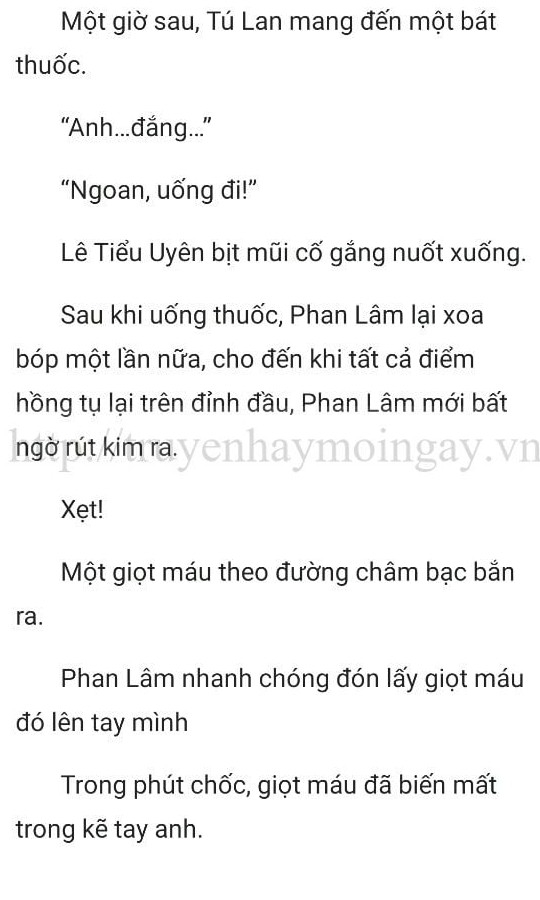 Một giờ sau, Tú Lan mang đến một bát
thuốc.
“Anh...đắng...”
“Ngoan, uống đi!”
Lê Tiểu Uyên bịt mũi cố gắng nuốt xuống.
Sau khi uống thuốc, Phan Lâm lại xoa
bóp một lần nữa, cho đến khi tất cả điểm
hồng tụ lại trên đỉnh đầu, Phan Lâm mới bất
ngờ rút kim ra.
http://truyenhaymoingay.vn
Xẹt!
Một giọt máu theo đường châm bạc bắn
ra.
Phan Lâm nhanh chóng đón lấy giọt máu
đó lên tay mình
Trong phút chốc, giọt máu đã biến mất
trong kẽ tay anh.